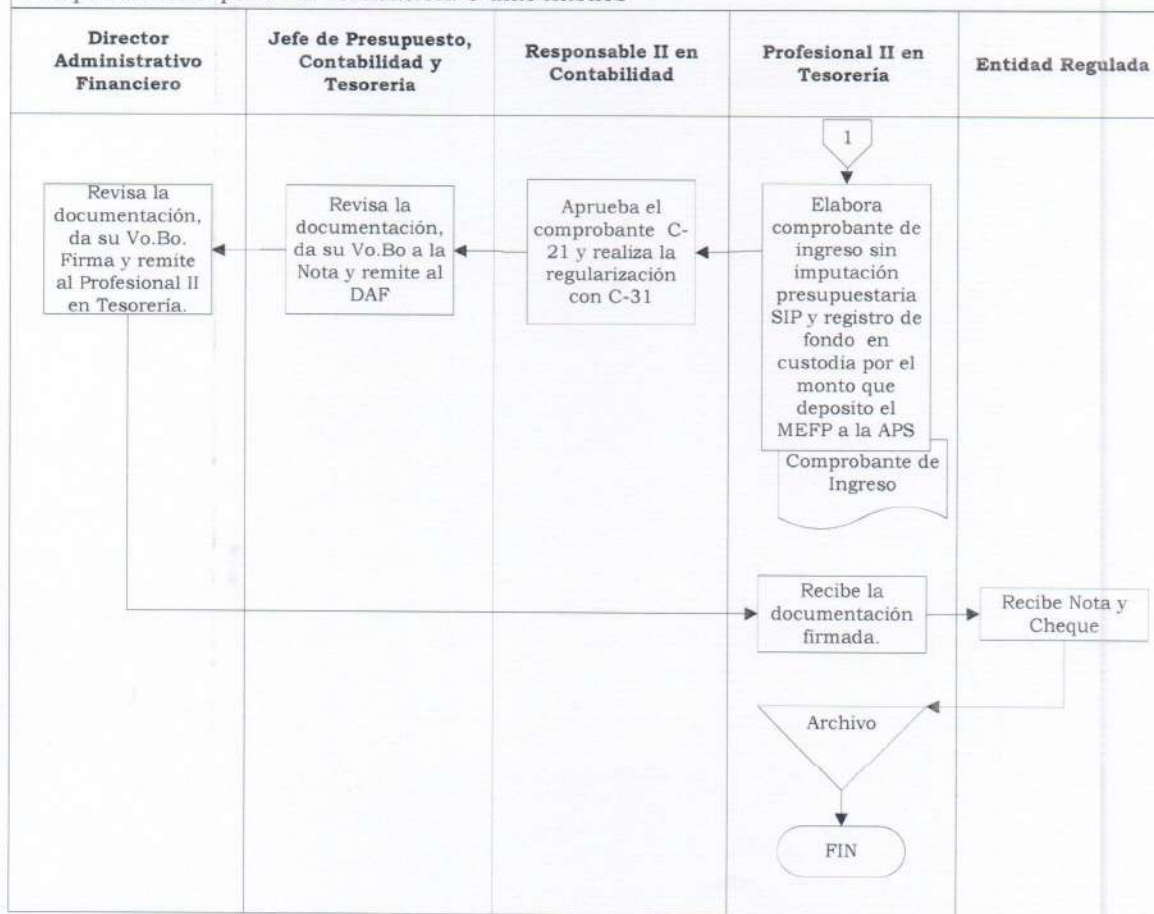 Director
Administrativo
Financiero
Jefe de Presupuesto,
Contabilidad y
Tesoreria
Responsable II en
Contabilidad
Profesional II en
Tesorería
Entidad Regulada
1
Revisa la
documentación,
da su Vo.Bo.
Firma y remite
al Profesional II
en Tesorería.
Revisa la
documentación,
da su Vo.Bo a la
Nota y remite al
DAF
Aprueba el
comprobante C-
21 y realiza la
regularización
con C-31
Elabora
comprobante de
ingreso sin
imputación
presupuestaria
SIP y registro de
fondo en
custodia por el
monto que
deposito el
MEFP a la APS
Comprobante de
Ingreso
Recibe la
documentación
firmada.
Recibe Nota y
Cheque
Archivo
FIN